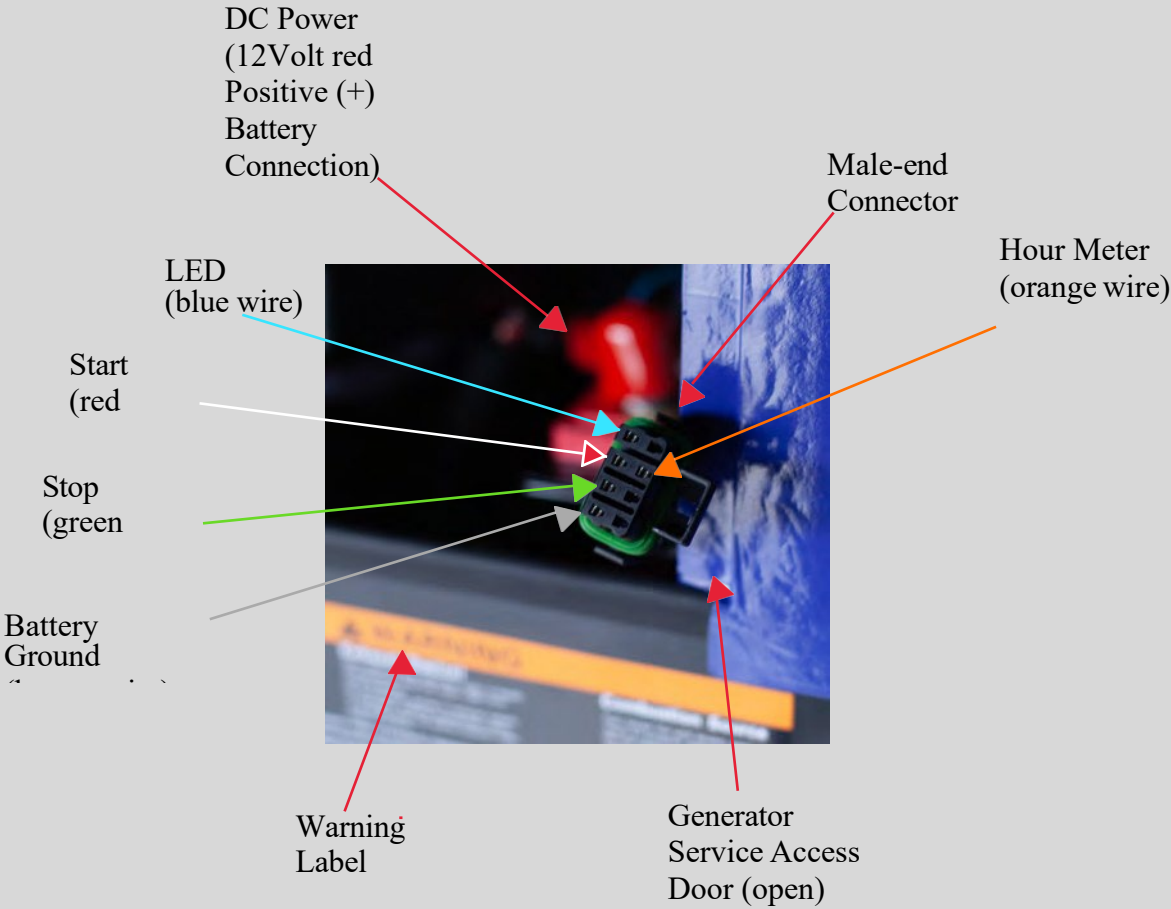 DC Power
(12Volt red
Positive (+)
Battery
Connection)
Male-end
Connector
Hour Meter
(orange wire)
LED
(blue wire)
Start
(red
Stop
(green
Battery
Ground
WARNING
Warning
Label
Generator
Service Access
Door (open)